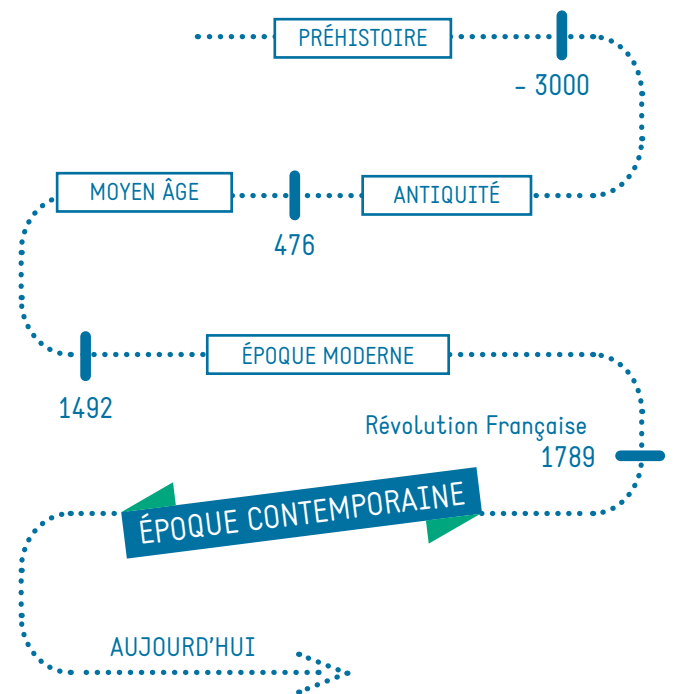 PRÉHISTOIRE
- 3000
ANTIQUITÉ
476
MOYEN ÂGE
1492
ÉPOQUE MODERNE
Révolution Française
1789
ÉPOQUE CONTEMPORAINE
AUJOURD'HUI